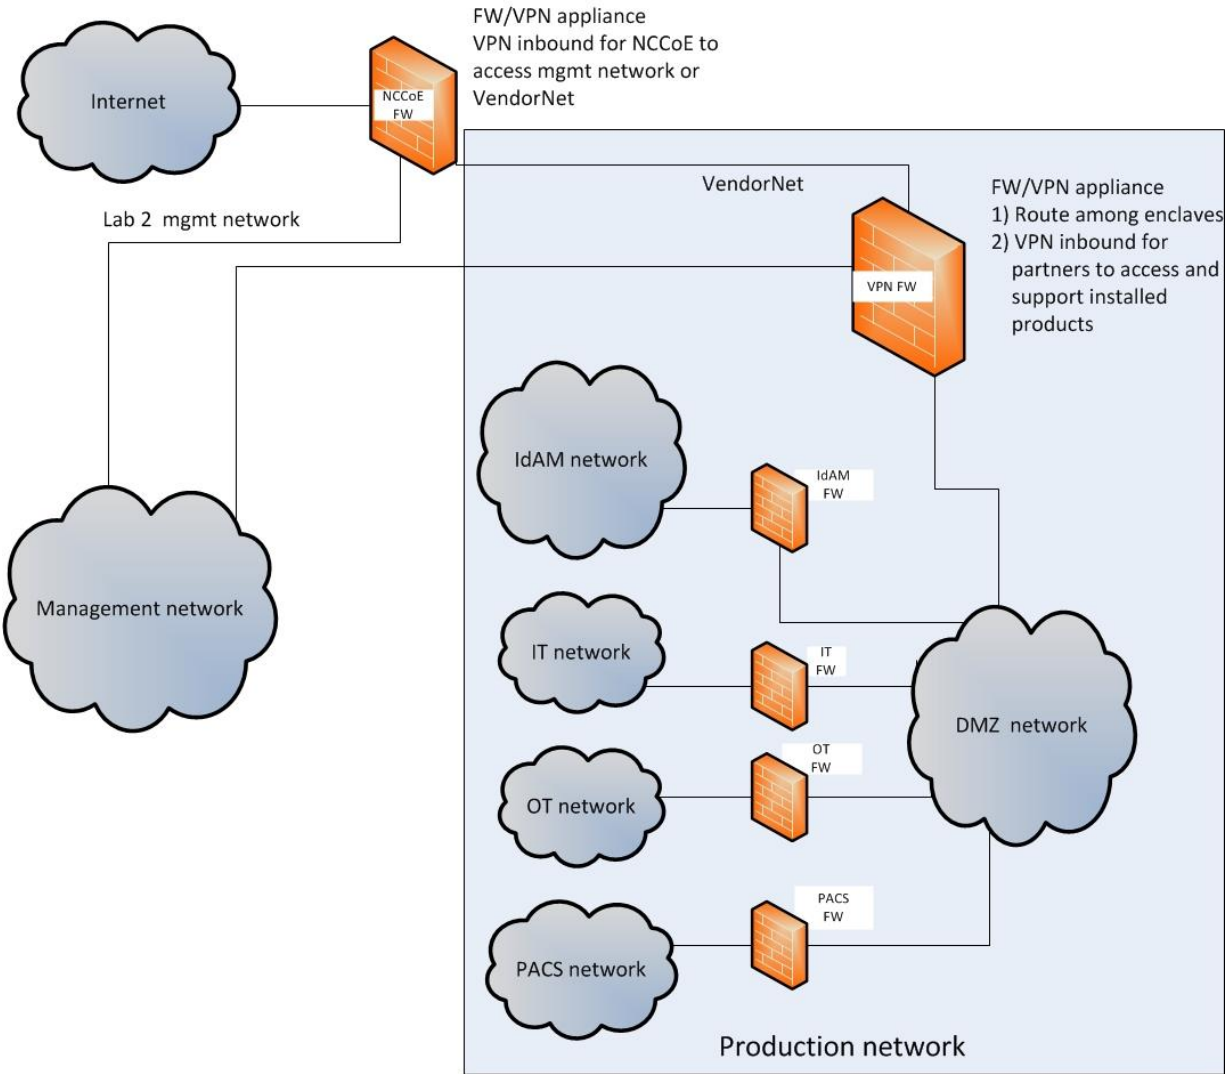 FW/VPN appliance
VPN inbound for NCCoE to
access mgmt network or
VendorNet
Internet
NCCoE
FW
VendorNet
FW/VPN appliance
1) Route among enclaves
2) VPN inbound for
partners to access and
support installed
products
Lab 2 mgmt network
VPN FW
IdAM network
IdAM
FW
Management network
IT network
IT
FW
DMZ network
OT network
OT
FW
PACS network
PACS
FW
Production network